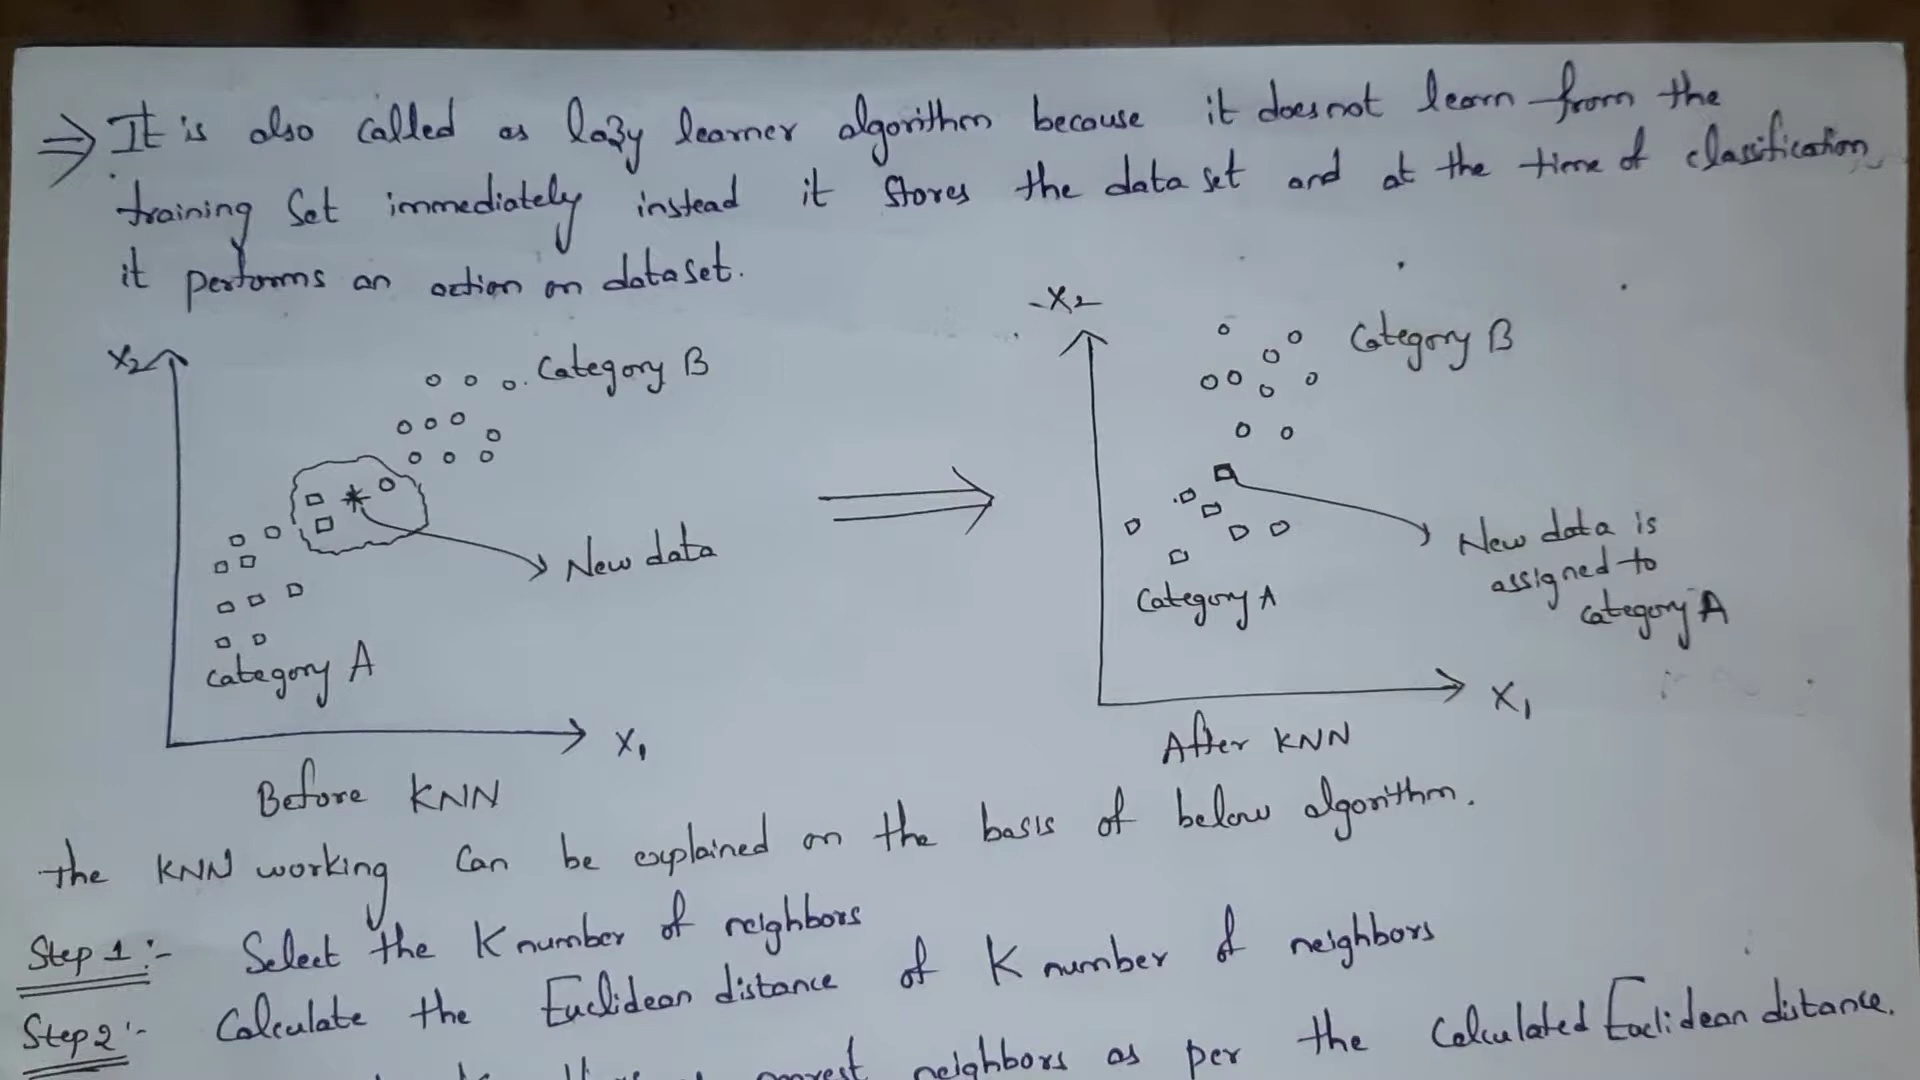 ⇒ It is also called as lazy learner algorithm because it does not learn from the
training Set immediately instead it stores the data set and at the time of classification
it performs an action on dataset.
X2
Category B
New data
Category A
X1
Before KNN
-X2
Category B
New data is
assigned to
category A
Category A
X1
After KNN
the KNN working Can be explained on the basis of below algorithm.
Step 1:- Select the K number of neighbors
Step 2:- Calculate the Euclidean distance of K number of neighbors
nearest neighbors as per the Calculated Euclidean distance.